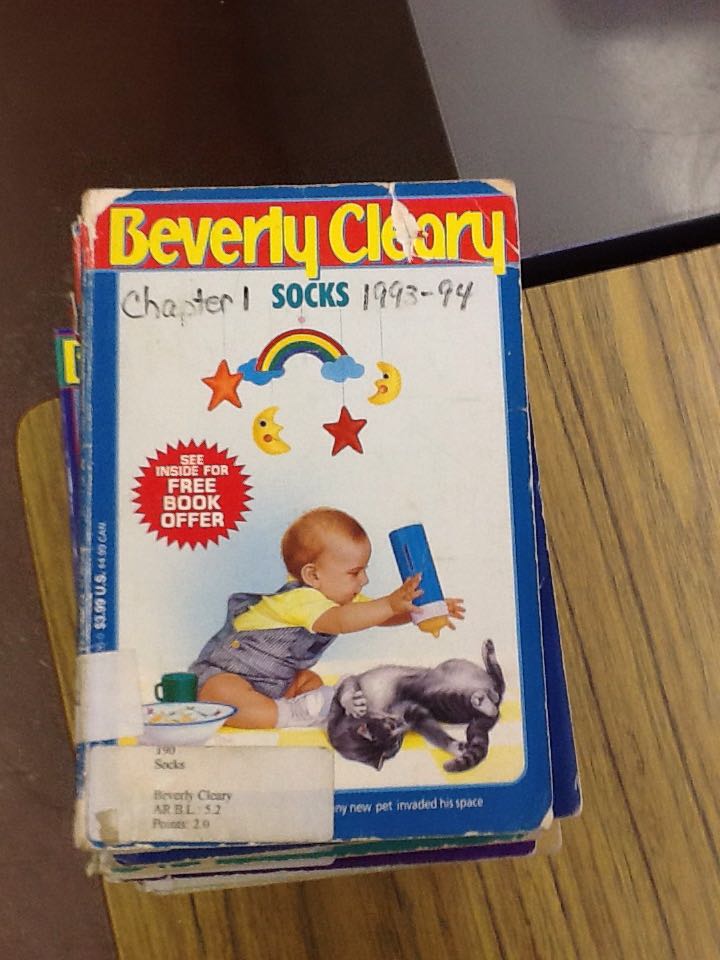 Beverly Cleary
Chapter 1 SOCKS 1993-94
SEE
INSIDE FOR
FREE
BOOK
OFFER
$3.99 U.S. $4.99 CAN
190
Socks
Beverly Cleary
AR B.L.: 5.2
Points: 2.0
ny new pet invaded his space